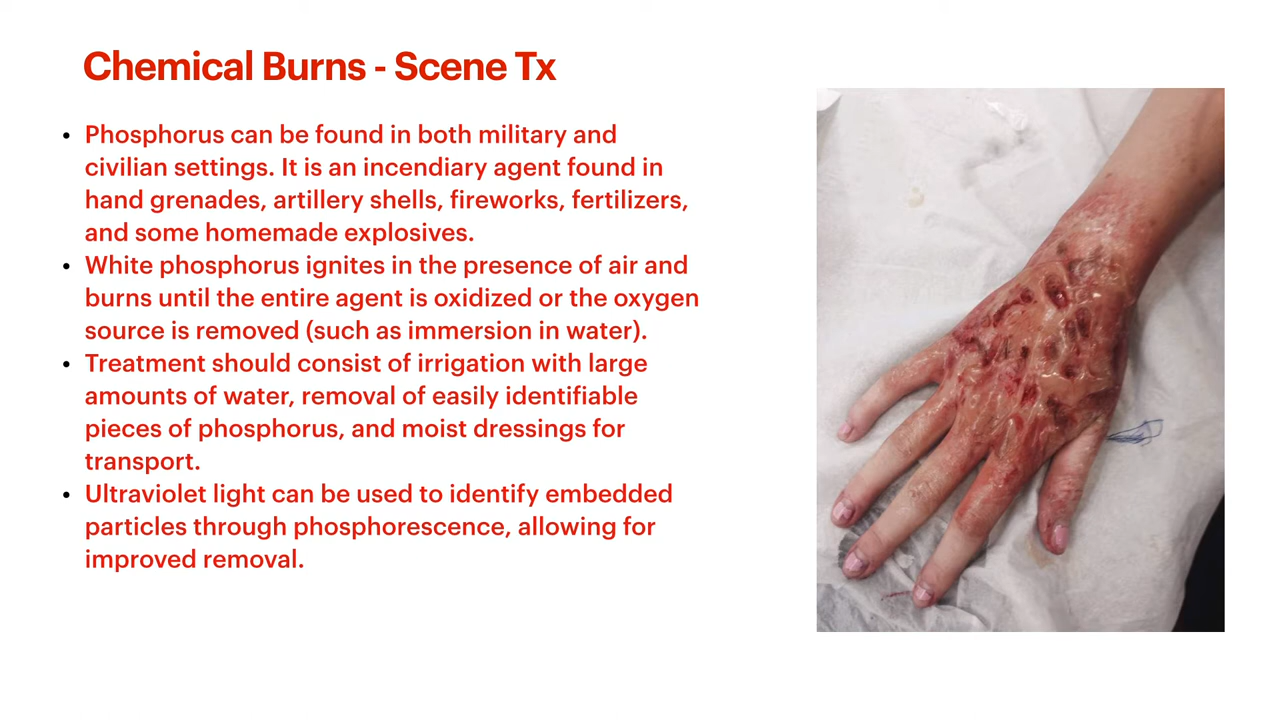 Chemical Burns - Scene Tx
• Phosphorus can be found in both military and
civilian settings. It is an incendiary agent found in
hand grenades, artillery shells, fireworks, fertilizers,
and some homemade explosives.
• White phosphorus ignites in the presence of air and
burns until the entire agent is oxidized or the oxygen
source is removed (such as immersion in water).
• Treatment should consist of irrigation with large
amounts of water, removal of easily identifiable
pieces of phosphorus, and moist dressings for
transport.
• Ultraviolet light can be used to identify embedded
particles through phosphorescence, allowing for
improved removal.